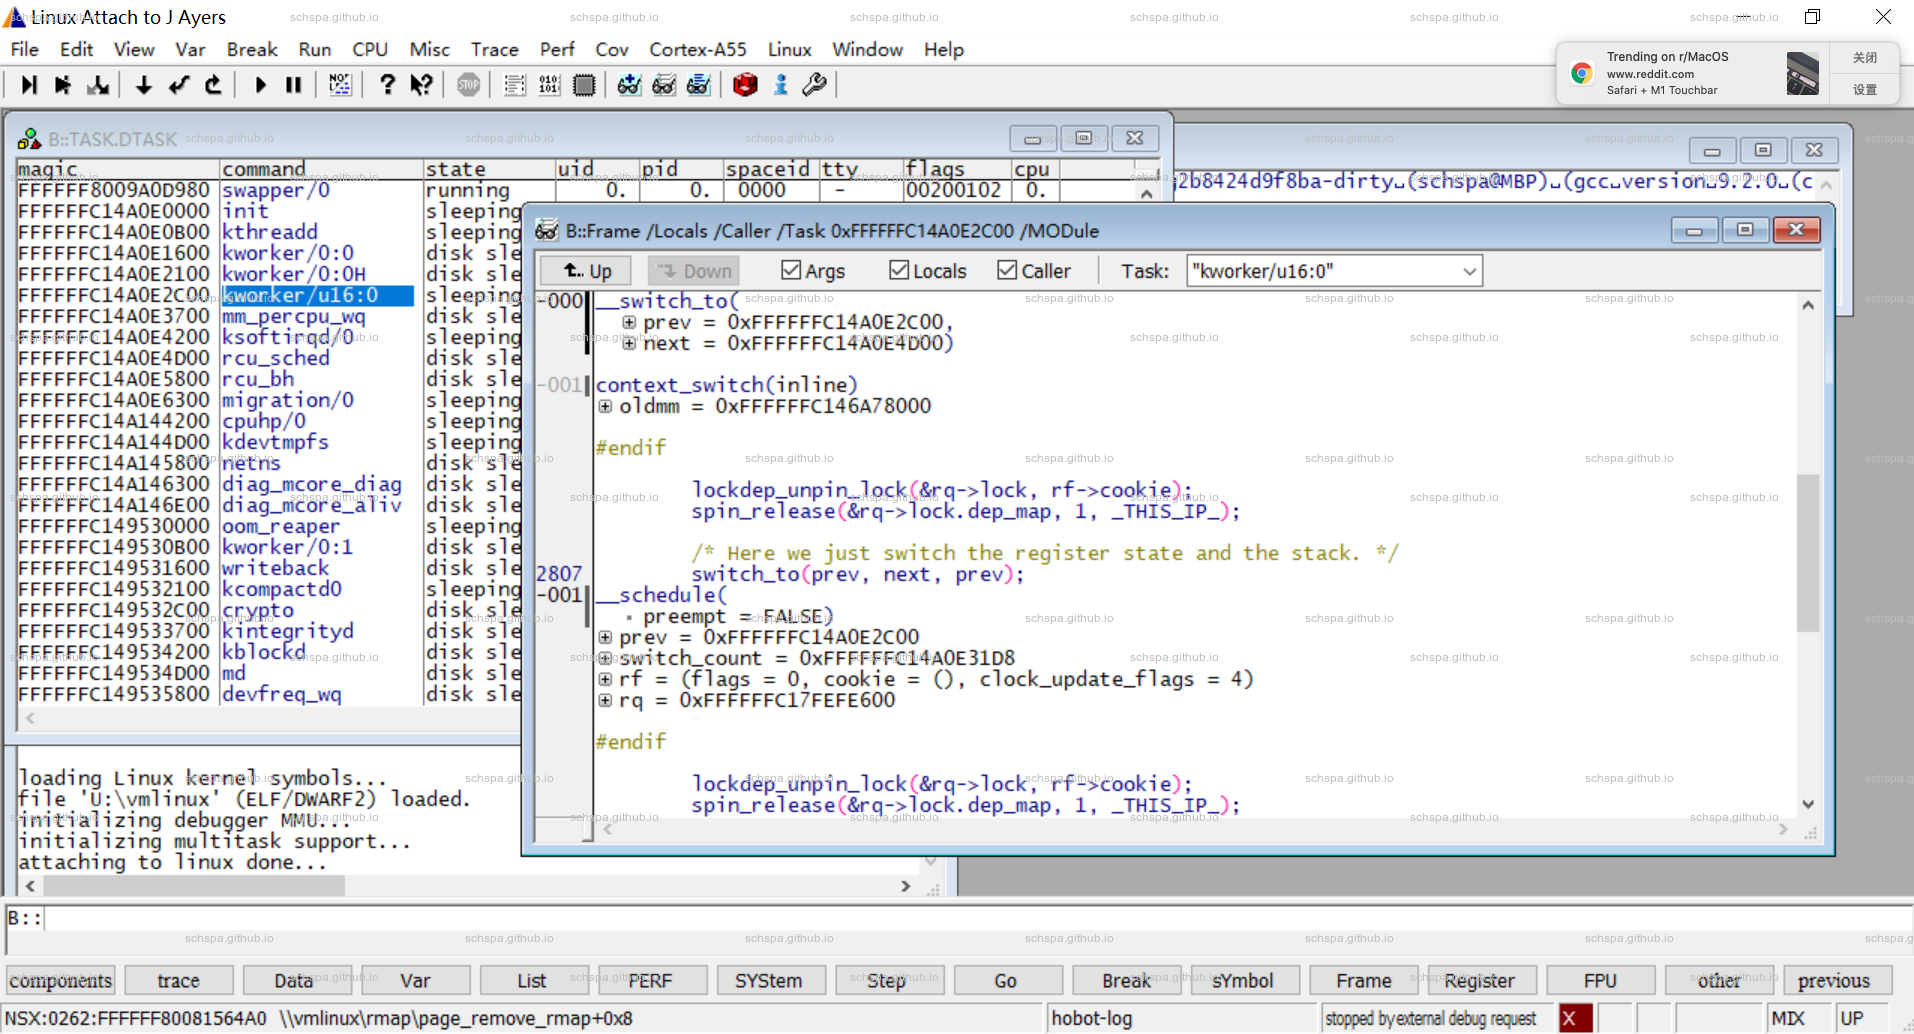 Linux Attach to J Ayers
File Edit View Var Break Run CPU Misc Trace Perf Cov Cortex-A55 Linux Window Help
Trending on r/MacOS
www.reddit.com
Safari + M1 Touchbar
关闭
设置
B::TASK.DTASK
magic command state uid pid spaceid tty flags cpu
FFFFFF8009A0D980 swapper/0 running 0. 0. 0000 – 00200102 0.
FFFFFFC14A0E0000 init sleeping
FFFFFFC14A0E0B00 kthreadd sleeping
FFFFFFC14A0E1600 kworker/0:0 sleeping
FFFFFFC14A0E2100 kworker/0:0H sleeping
FFFFFFC14A0E2C00 kworker/u16:0 sleeping
FFFFFFC14A0E3700 mm_percpu_wq disk sle
FFFFFFC14A0E4200 ksoftirqd/0 sleeping
FFFFFFC14A0E4D00 rcu_sched disk sle
FFFFFFC14A0E5800 rcu_bh disk sle
FFFFFFC14A0E6300 migration/0 sleeping
FFFFFFC14A144200 cpuhp/0 sleeping
FFFFFFC14A144D00 kdevtmpfs sleeping
FFFFFFC14A145800 netns disk sle
FFFFFFC14A146300 diag_mcore_diag disk sle
FFFFFFC14A146E00 diag_mcore_aliv disk sle
FFFFFFC149530000 oom_reaper sleeping
FFFFFFC149530B00 kworker/0:1 disk sle
FFFFFFC149531600 writeback disk sle
FFFFFFC149532100 kcompactd0 sleeping
FFFFFFC149532C00 crypto disk sle
FFFFFFC149533700 kintegrityd disk sle
FFFFFFC149534200 kblockd disk sle
FFFFFFC149534D00 md disk sle
FFFFFFC149535800 devfreq_wq disk sle
2b8424d9f8ba-dirty␣(schspa@MBP)␣(gcc␣version␣9.2.0␣(c
B::Frame /Locals /Caller /Task 0xFFFFFFC14A0E2C00 /MODule
Up Down Args Locals Caller Task: "kworker/u16:0"
-000 __switch_to(
prev = 0xFFFFFFC14A0E2C00,
next = 0xFFFFFFC14A0E4D00)
-001 context_switch(inline)
oldmm = 0xFFFFFFC146A78000
#endif
lockdep_unpin_lock(&rq->lock, rf->cookie);
spin_release(&rq->lock.dep_map, 1, _THIS_IP_);
/* Here we just switch the register state and the stack. */
2807 switch_to(prev, next, prev);
-001 __schedule(
preempt = FALSE)
prev = 0xFFFFFFC14A0E2C00
switch_count = 0xFFFFFFC14A0E31D8
rf = (flags = 0, cookie = (), clock_update_flags = 4)
rq = 0xFFFFFFC17FEFE600
#endif
lockdep_unpin_lock(&rq->lock, rf->cookie);
spin_release(&rq->lock.dep_map, 1, _THIS_IP_);
loading Linux kernel symbols...
file 'U:\vmlinux' (ELF/DWARF2) loaded.
initializing debugger MMU...
initializing multitask support...
attaching to linux done...
B::
components trace Data Var List PERF SYStem Step Go Break sYmbol Frame Register FPU other previous
NSX:0262:FFFFFF80081564A0 \\vmlinux\rmap\page_remove_rmap+0x8 hobot-log stopped by external debug request X MIX UP
schspa.github.io